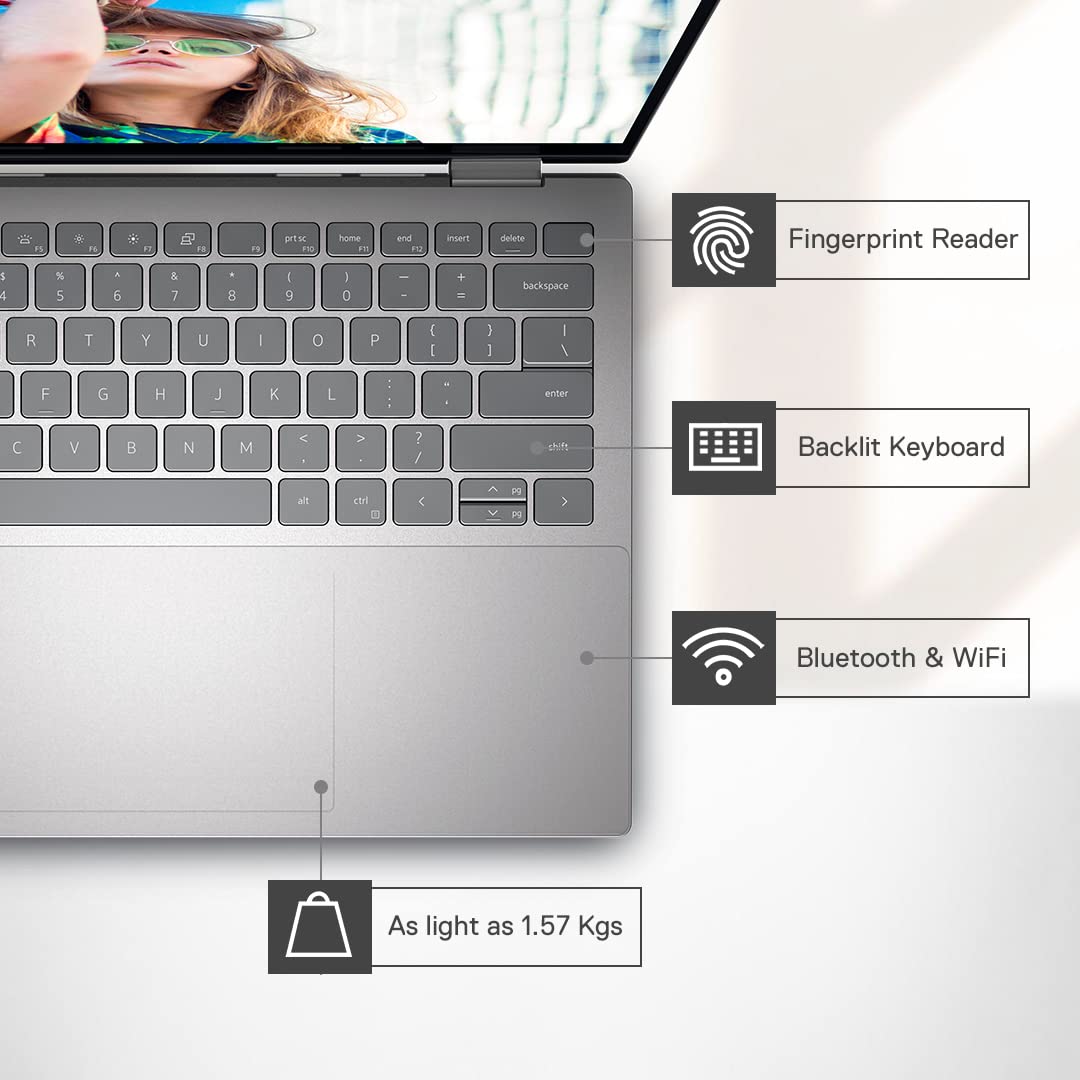 F5 F6 F7 F8 F9 prt sc F10 home F11 end F12 insert delete
Fingerprint Reader
$ % ^ & * ( ) — +
4 5 6 7 8 9 0 - = backspace
R T Y U I O P { [ } ] | \
F G H J K L : ; “ ‘ enter
C V B N M < , > . ? / shift
Backlit Keyboard
alt ctrl < ^ pg >
pg
Bluetooth & WiFi
As light as 1.57 Kgs